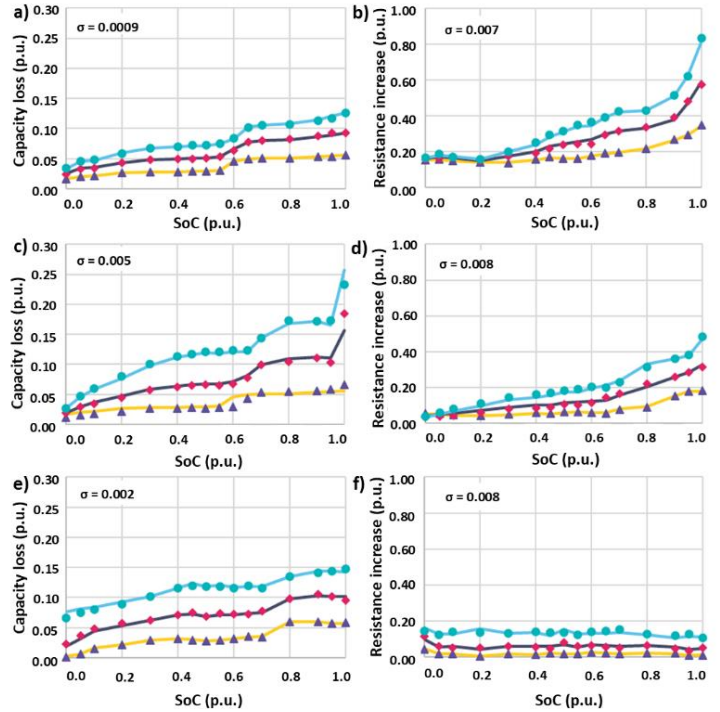 a)
0.30
0.25
0.20
0.15
0.10
0.05
0.00
Capacity loss (p.u.)
σ = 0.0009
0.0 0.2 0.4 0.6 0.8 1.0
SoC (p.u.)
b)
1.00
0.80
0.60
0.40
0.20
0.00
Resistance increase (p.u.)
σ = 0.007
0.0 0.2 0.4 0.6 0.8 1.0
SoC (p.u.)
c)
0.30
0.25
0.20
0.15
0.10
0.05
0.00
Capacity loss (p.u.)
σ = 0.005
0.0 0.2 0.4 0.6 0.8 1.0
SoC (p.u.)
d)
1.00
0.80
0.60
0.40
0.20
0.00
Resistance increase (p.u.)
σ = 0.008
0.0 0.2 0.4 0.6 0.8 1.0
SoC (p.u.)
e)
0.30
0.25
0.20
0.15
0.10
0.05
0.00
Capacity loss (p.u.)
σ = 0.002
0.0 0.2 0.4 0.6 0.8 1.0
SoC (p.u.)
f)
1.00
0.80
0.60
0.40
0.20
0.00
Resistance increase (p.u.)
σ = 0.008
0.0 0.2 0.4 0.6 0.8 1.0
SoC (p.u.)